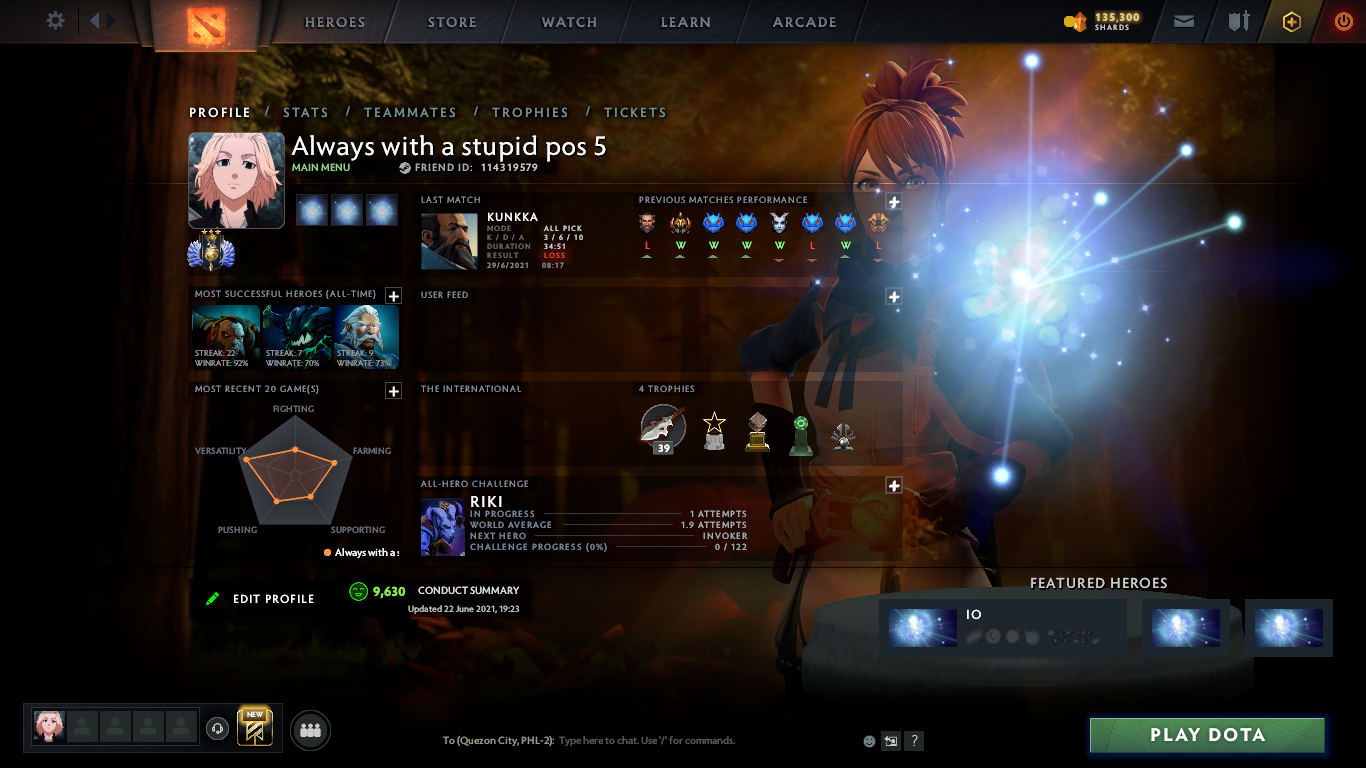 HEROES STORE WATCH LEARN ARCADE
135,300
SHARDS
PROFILE / STATS / TEAMMATES / TROPHIES / TICKETS
Always with a stupid pos 5
MAIN MENU FRIEND ID: 114319579
LAST MATCH
KUNKKA
MODE ALL PICK
K / D / A 3 / 6 / 10
DURATION 34:51
RESULT LOSS
29/6/2021 08:17
PREVIOUS MATCHES PERFORMANCE
L W W W W L W L
MOST SUCCESSFUL HEROES (ALL-TIME)
STREAK: 22 STREAK: 7 STREAK: 9
WINRATE: 92% WINRATE: 70% WINRATE: 73%
USER FEED
MOST RECENT 20 GAME(S)
FIGHTING
VERSATILITY FARMING
PUSHING SUPPORTING
Always with a s
THE INTERNATIONAL
4 TROPHIES
39
ALL-HERO CHALLENGE
RIKI
IN PROGRESS 1 ATTEMPTS
WORLD AVERAGE 1.9 ATTEMPTS
NEXT HERO INVOKER
CHALLENGE PROGRESS (0%) 0 / 122
EDIT PROFILE
9,630 CONDUCT SUMMARY
Updated 22 June 2021, 19:23
FEATURED HEROES
IO
NEW
To (Quezon City, PHL-2): Type here to chat. Use '/' for commands.
?
PLAY DOTA